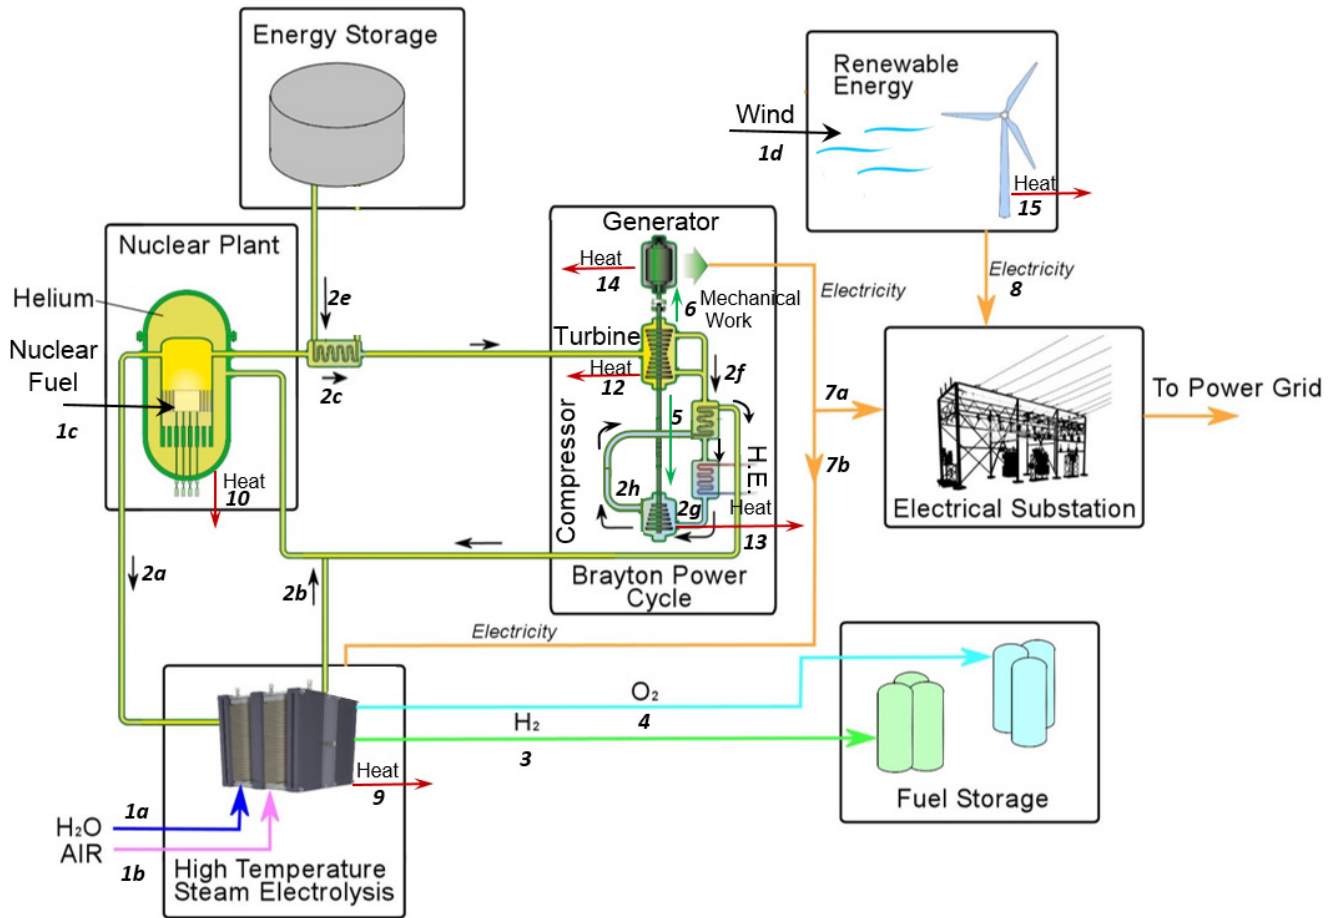 Energy Storage
Renewable
Energy
Wind
1d
Heat
15
Nuclear Plant
Generator
Heat
14
Electricity
8
Helium
2e
6 Mechanical
Work
Electricity
Nuclear
Fuel
Turbine
2c
Heat
12
2f
To Power Grid
1c
5
7a
Compressor
H.E.
7b
Heat
10
2h
2g
Heat
13
Electrical Substation
2a
2b
Brayton Power
Cycle
Electricity
O₂
4
H₂
3
Heat
9
Fuel Storage
1a
H₂O
AIR
1b
High Temperature
Steam Electrolysis